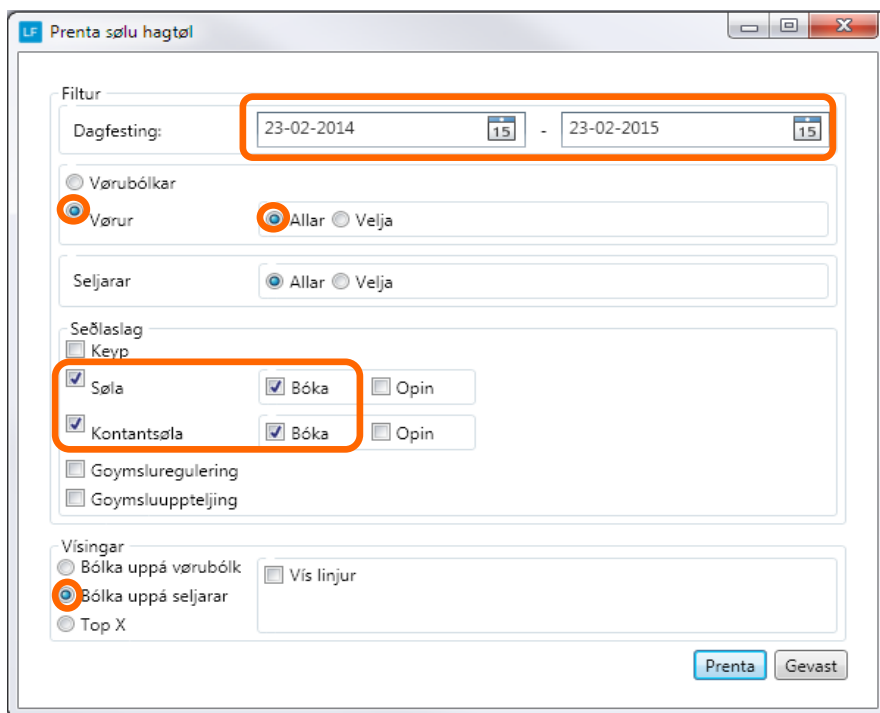 LF Prenta sølu hagtøl
Filtur
Dagfesting: 23-02-2014 15 - 23-02-2015 15
Vørubólkar
Vørur Allar Velja
Seljarar Allar Velja
Seðlaslag
Keyp
Søla Bóka Opin
Kontantsøla Bóka Opin
Goymsluregulering
Goymsluuppteljing
Vísingar
Bólka uppá vørubólk Vís linjur
Bólka uppá seljarar
Top X
Prenta Gevast